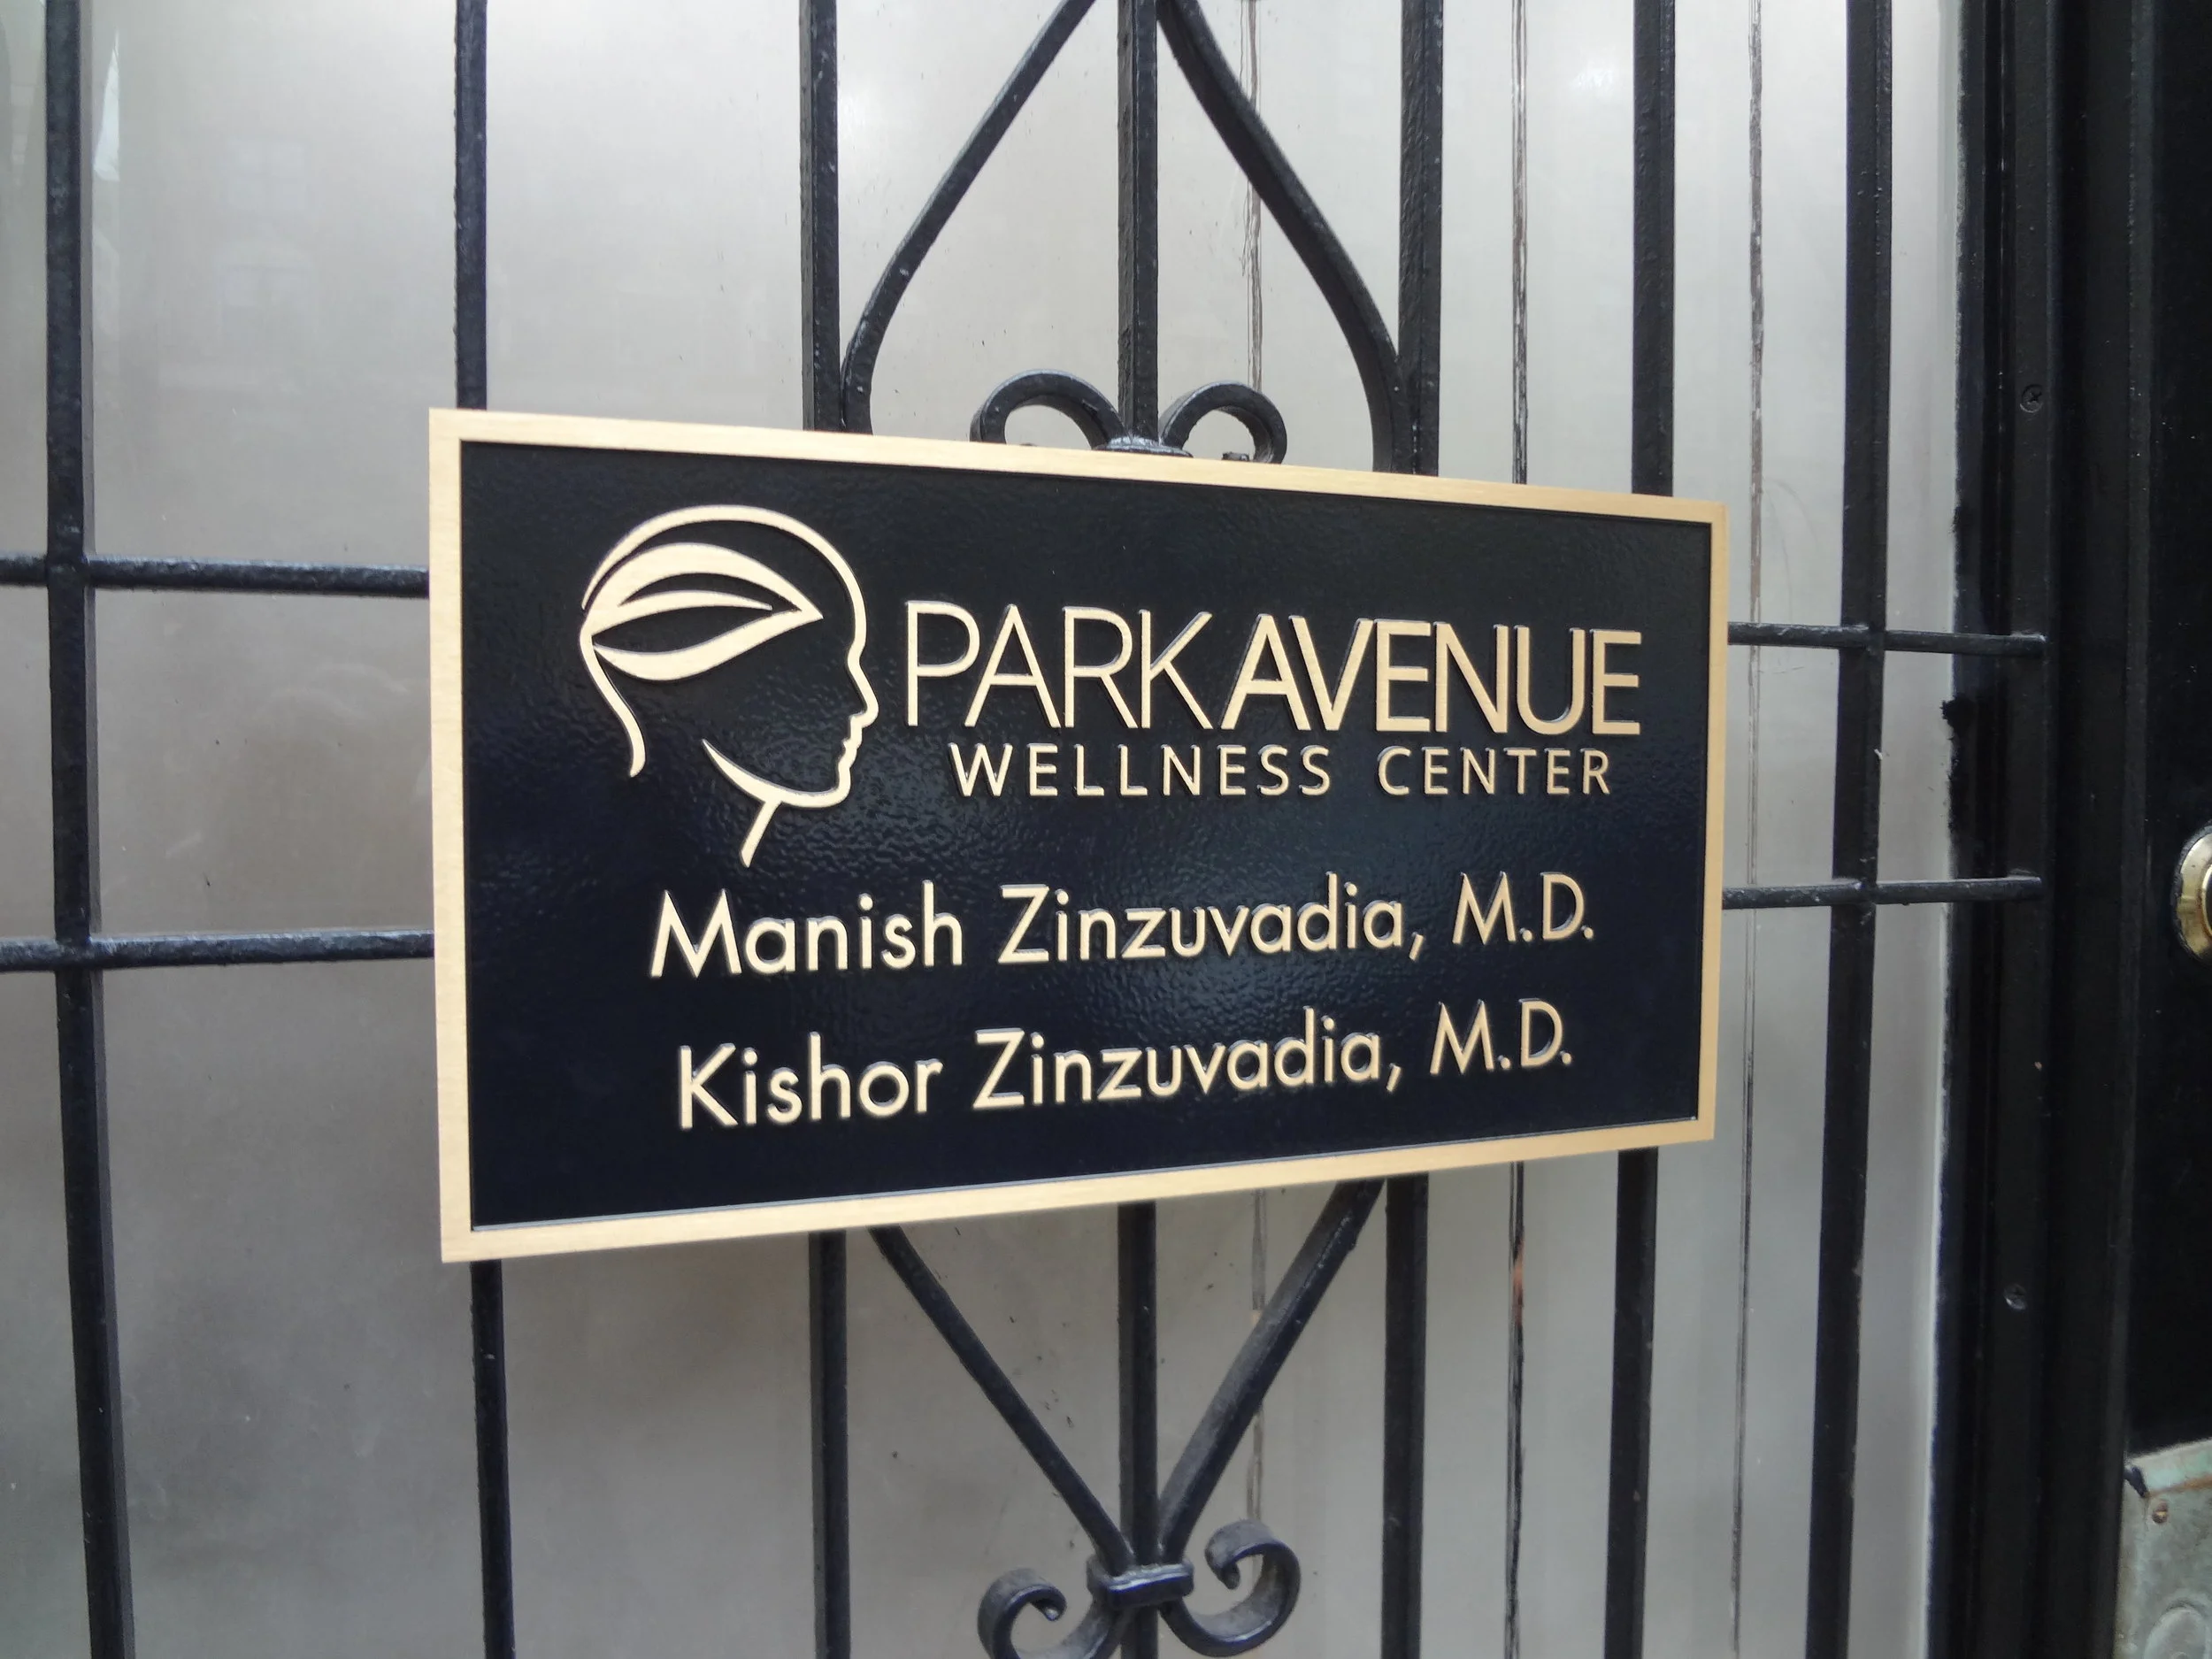 PARK AVENUE
WELLNESS CENTER
Manish Zinzuvadia, M.D.
Kishor Zinzuvadia, M.D.